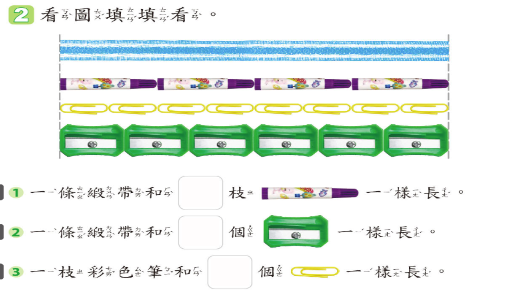 2 看圖填填看。
1 一條緞帶和 枝 一樣長。
2 一條緞帶和 個 一樣長。
3 一枝彩色筆和 個 一樣長。